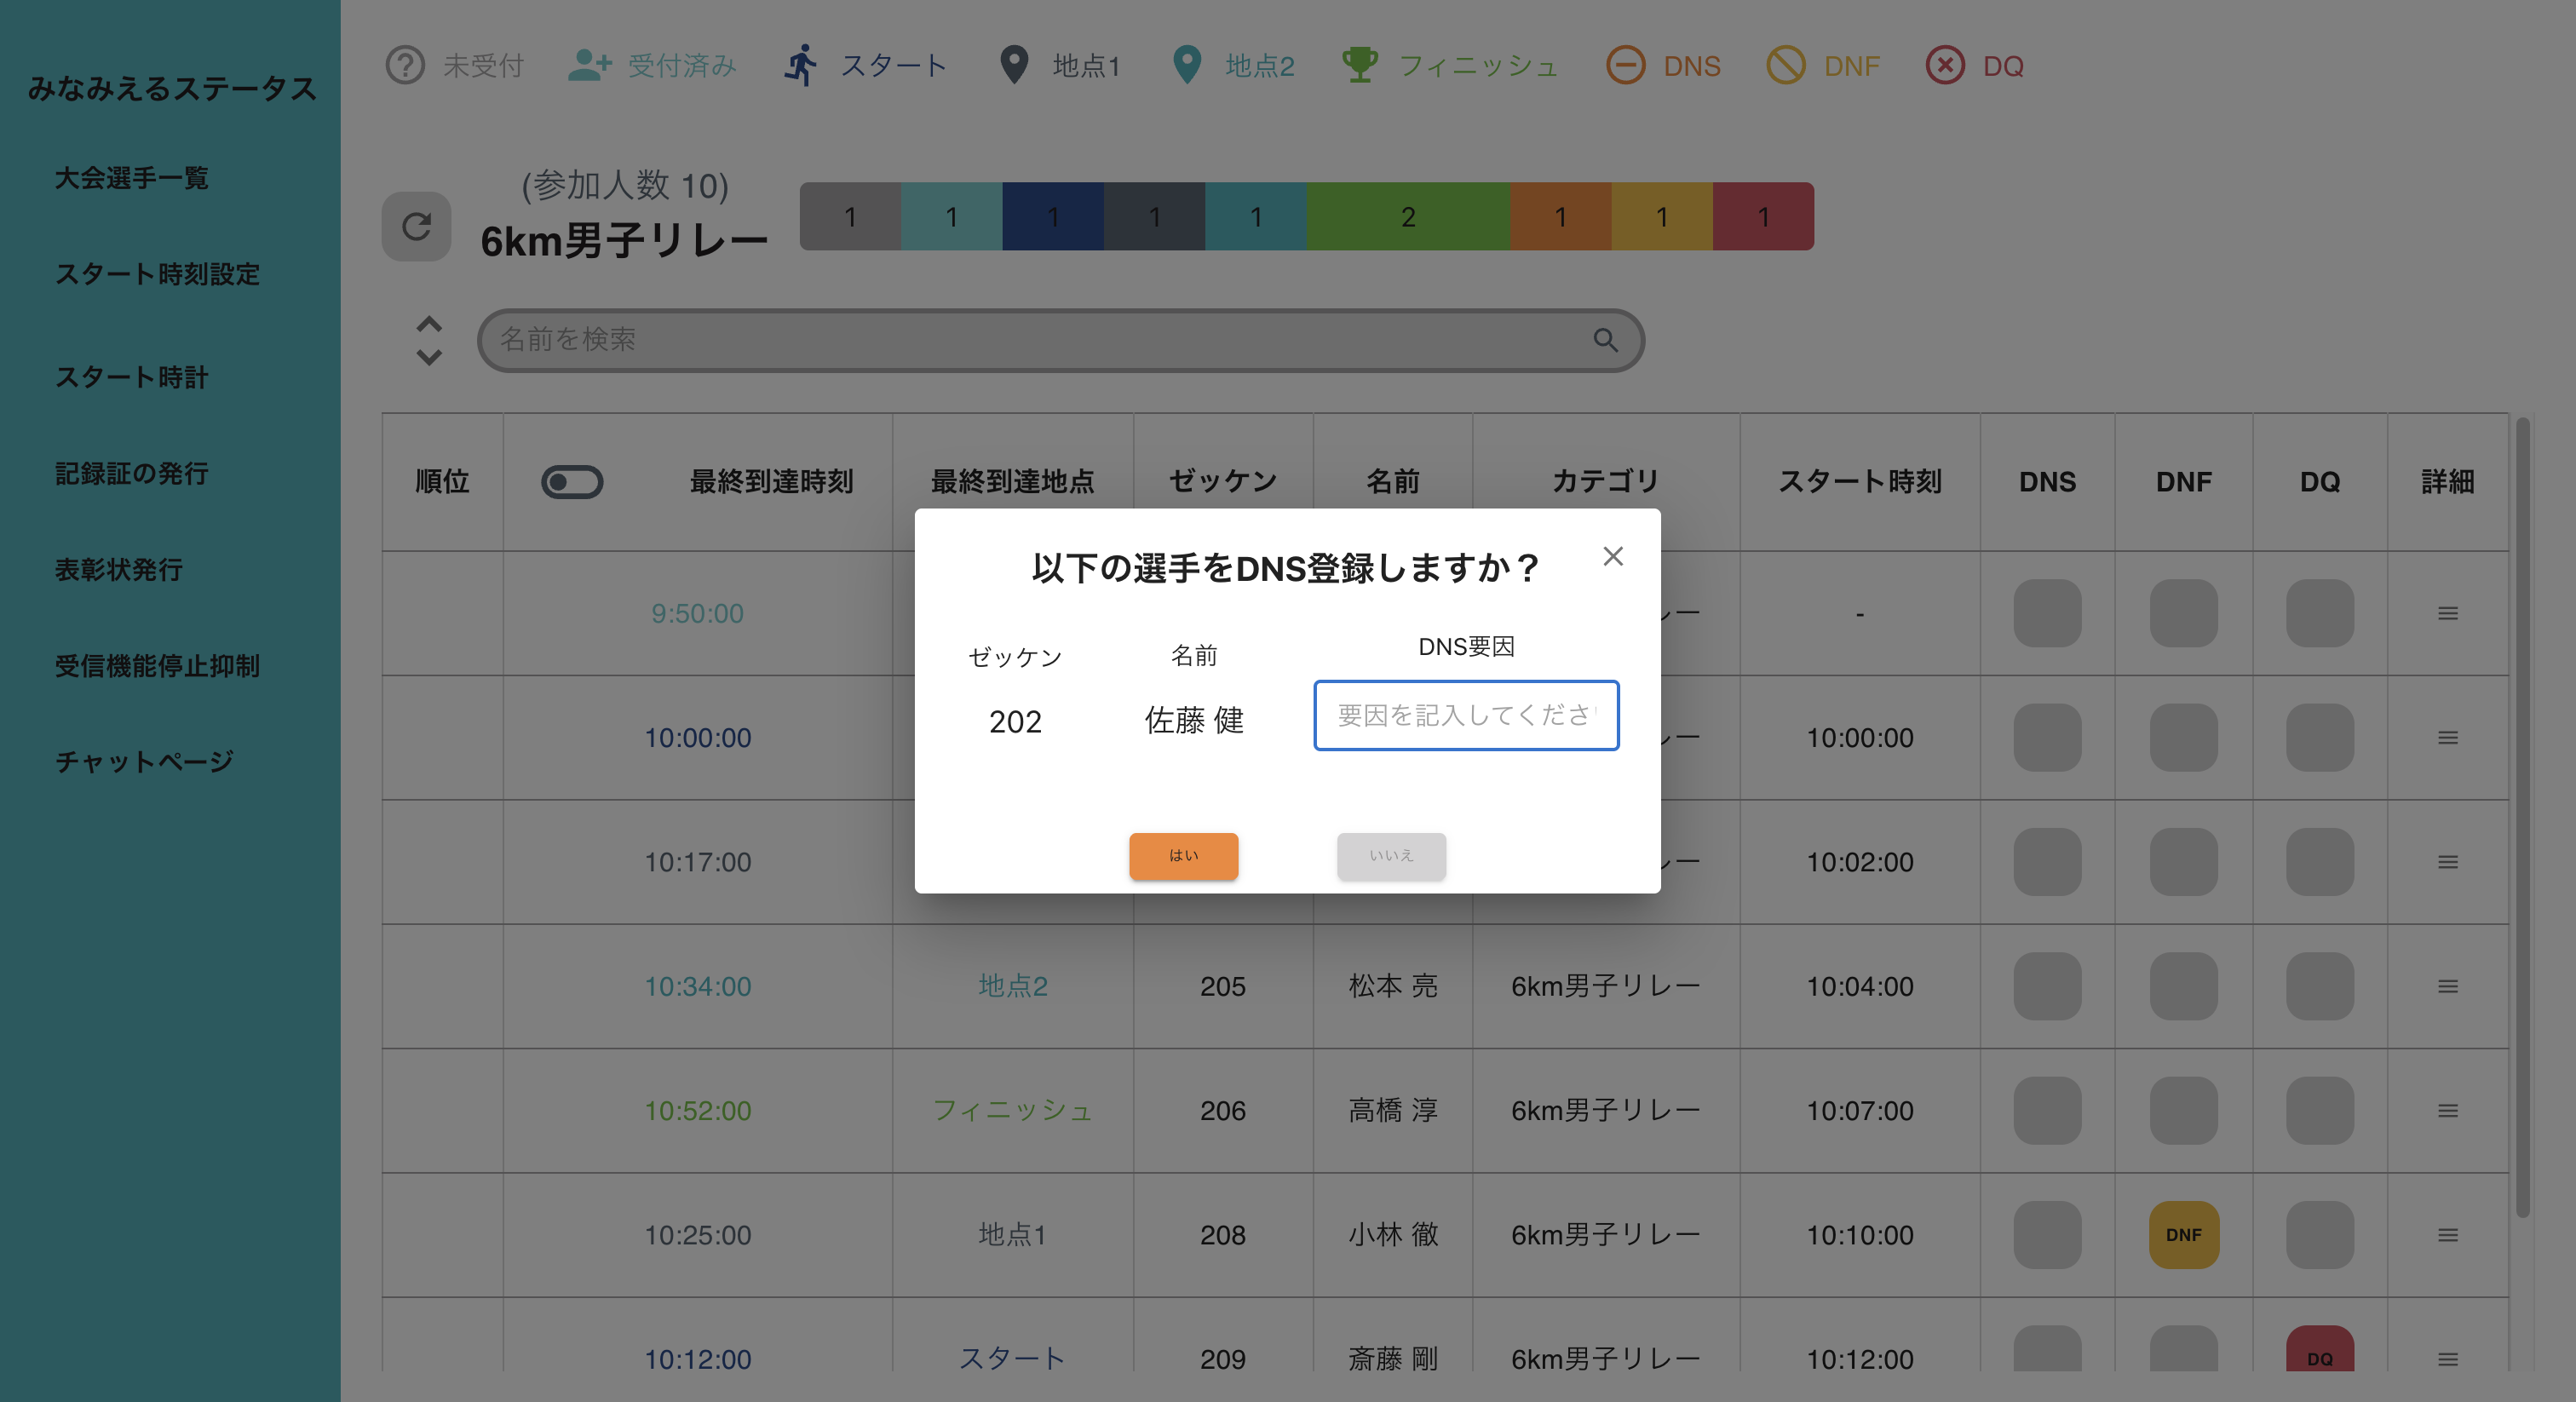 みなみえるステータス
大会選手一覧
スタート時刻設定
スタート時計
記録証の発行
表彰状発行
受信機能停止抑制
チャットページ
未受付 受付済み スタート 地点1 地点2 フィニッシュ DNS DNF DQ
(参加人数 10)
6km男子リレー
1 1 1 1 1 2 1 1 1
名前を検索
順位 最終到達時刻 最終到達地点 ゼッケン 名前 カテゴリ スタート時刻 DNS DNF DQ 詳細
以下の選手をDNS登録しますか？
ゼッケン 名前 DNS要因
202 佐藤 健 要因を記入してくださ
はい いいえ
9:50:00 レー -
10:00:00 レー 10:00:00
10:17:00 レー 10:02:00
10:34:00 地点2 205 松本 亮 6km男子リレー 10:04:00
10:52:00 フィニッシュ 206 高橋 淳 6km男子リレー 10:07:00
10:25:00 地点1 208 小林 徹 6km男子リレー 10:10:00 DNF
10:12:00 スタート 209 斎藤 剛 6km男子リレー 10:12:00 DQ